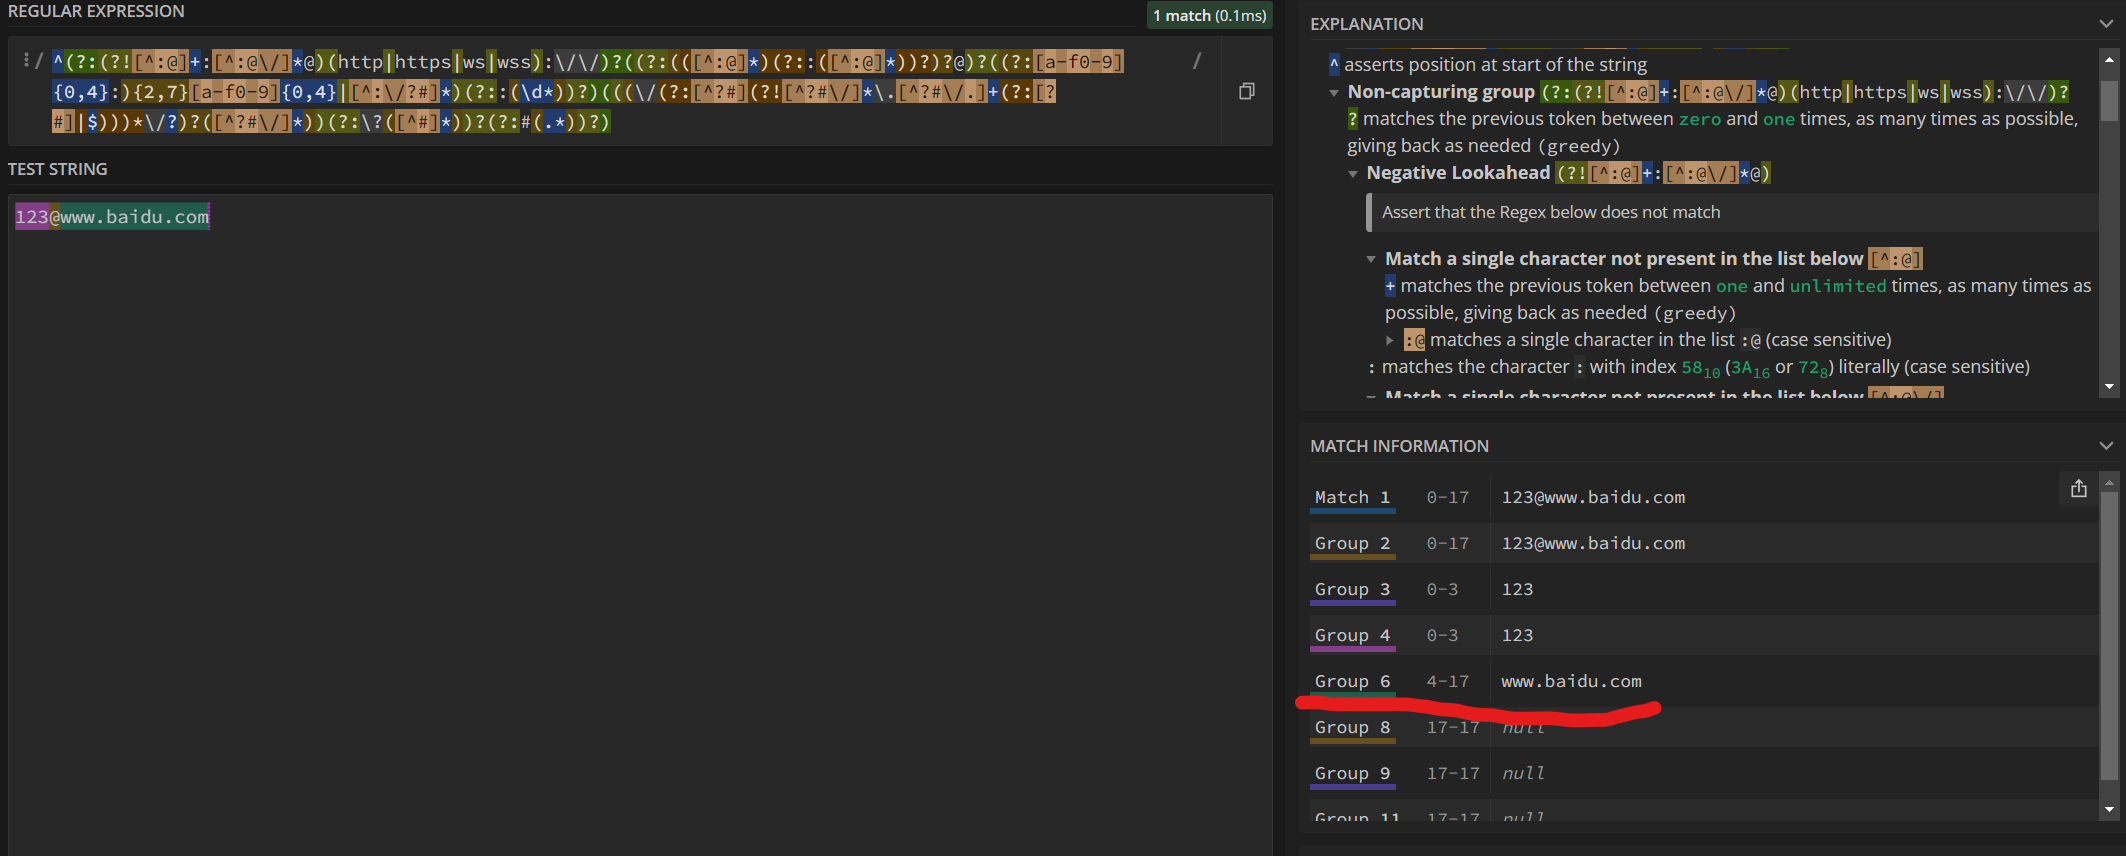 REGULAR EXPRESSION
1 match (0.1ms)
/ ^(?:(?![^:@]+:[^:@\/]*@)(http|https|ws|wss):\/\/)?((?:(([^:@]*)(?::([^:@]*))?)?@)?((?:[a-f0-9] /
{0,4}:){2,7}[a-f0-9]{0,4}|[^:\/?#]*)(?::(\d*))?)(((\/(?:[^?#](?![^?#\/]*\.[^?#\/.]+(?:[?
#]|$)))*\/?)?([^?#\/]*))(?:\?([^#]*))?(?:#(.*))?)
TEST STRING
123@www.baidu.com
EXPLANATION
^ asserts position at start of the string
Non-capturing group (?:(?![^:@]+:[^:@\/]*@)(http|https|ws|wss):\/\/)?
? matches the previous token between zero and one times, as many times as possible,
giving back as needed (greedy)
Negative Lookahead (?![^:@]+:[^:@\/]*@)
Assert that the Regex below does not match
Match a single character not present in the list below [^:@]
+ matches the previous token between one and unlimited times, as many times as
possible, giving back as needed (greedy)
:@ matches a single character in the list :@ (case sensitive)
: matches the character : with index 58₁₀ (3A₁₆ or 72₈) literally (case sensitive)
Match a single character not present in the list below [^:@\/]
MATCH INFORMATION
Match 1 0-17 123@www.baidu.com
Group 2 0-17 123@www.baidu.com
Group 3 0-3 123
Group 4 0-3 123
Group 6 4-17 www.baidu.com
Group 8 17-17 null
Group 9 17-17 null
Group 11 17-17 null